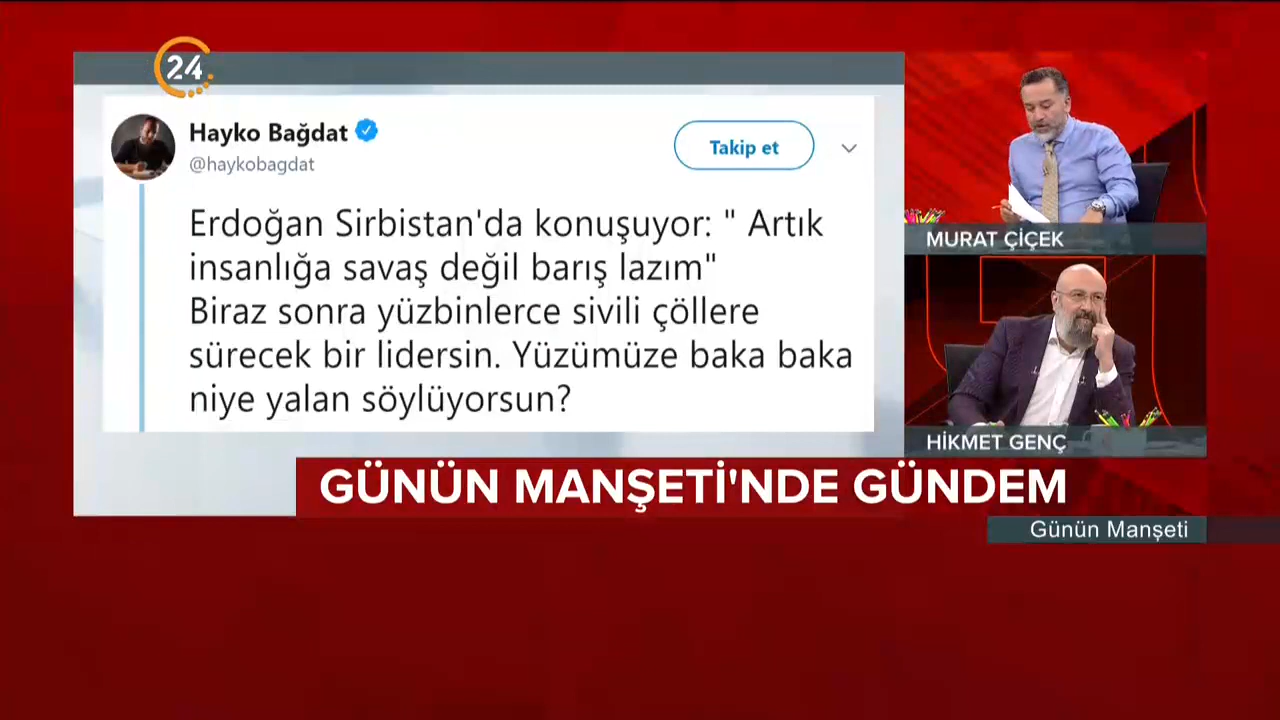 24
Hayko Bağdat
@haykobagdat
Takip et
Erdoğan Sirbistan'da konuşuyor: " Artık
insanlığa savaş değil barış lazım"
Biraz sonra yüzbinlerce sivili çöllere
sürecek bir lidersin. Yüzümüze baka baka
niye yalan söylüyorsun?
MURAT ÇİÇEK
HİKMET GENÇ
GÜNÜN MANŞETİ'NDE GÜNDEM
Günün Manşeti